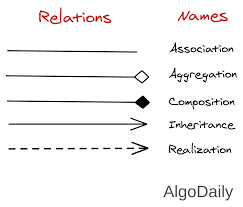 Relations Names
Association
Aggregation
Composition
Inheritance
Realization
AlgoDaily